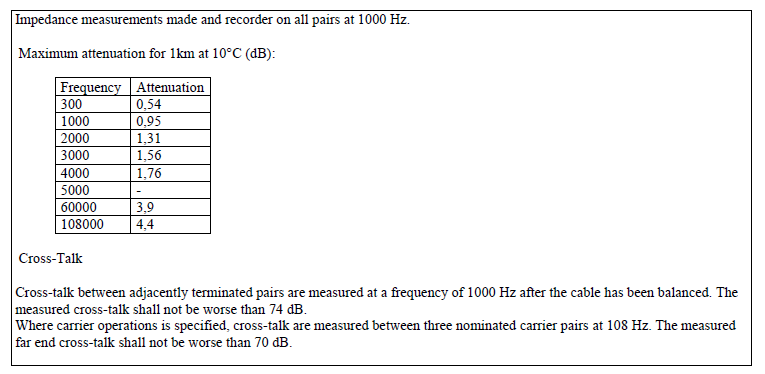 Impedance measurements made and recorder on all pairs at 1000 Hz.
Maximum attenuation for 1km at 10°C (dB):
Frequency Attenuation
300 0,54
1000 0,95
2000 1,31
3000 1,56
4000 1,76
5000 -
60000 3,9
108000 4,4
Cross-Talk
Cross-talk between adjacently terminated pairs are measured at a frequency of 1000 Hz after the cable has been balanced. The
measured cross-talk shall not be worse than 74 dB.
Where carrier operations is specified, cross-talk are measured between three nominated carrier pairs at 108 Hz. The measured
far end cross-talk shall not be worse than 70 dB.